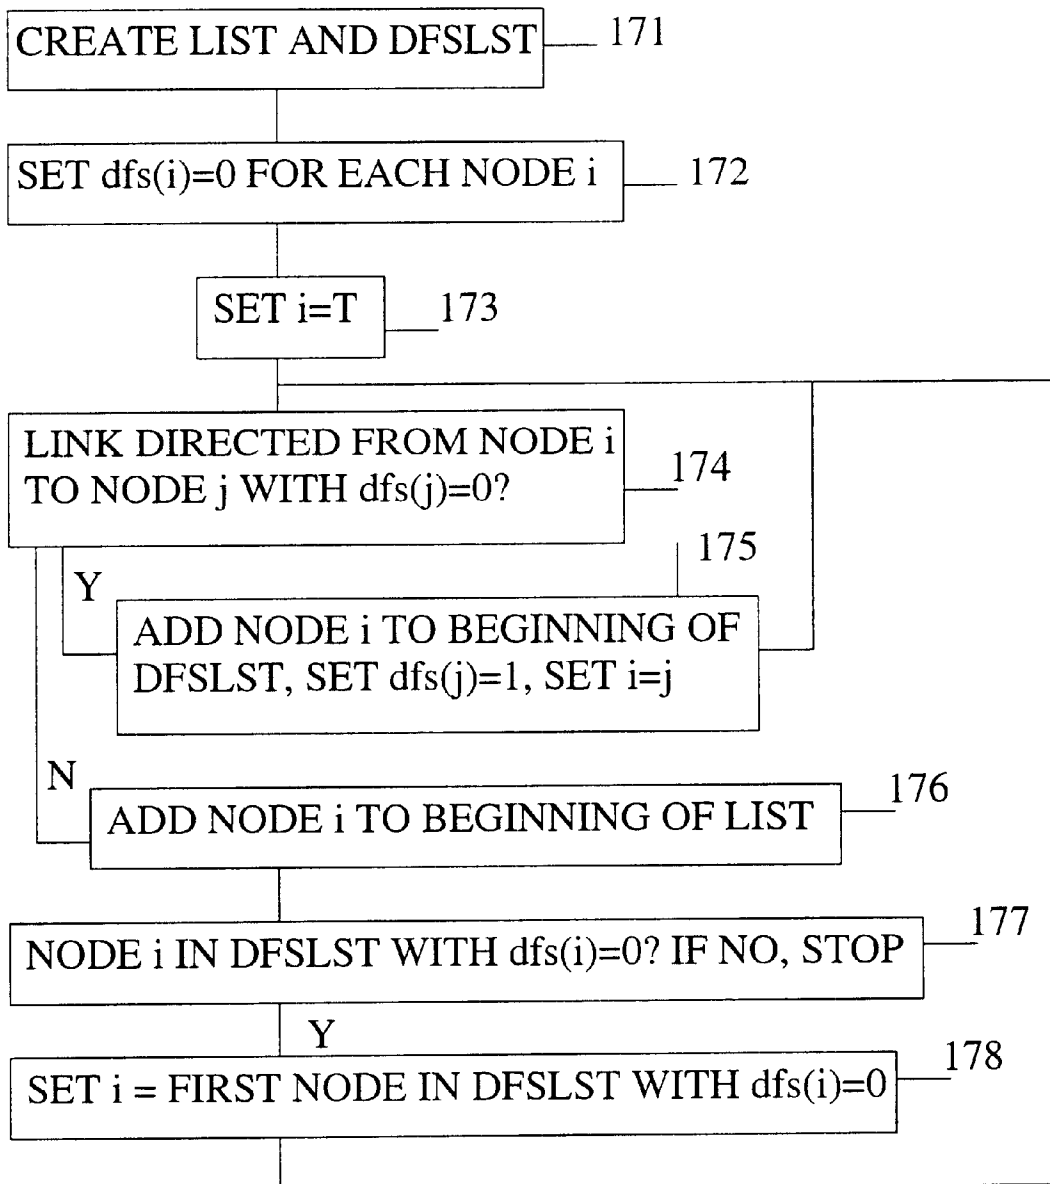 CREATE LIST AND DFSLST 171
SET dfs(i)=0 FOR EACH NODE i 172
SET i=T 173
LINK DIRECTED FROM NODE i
TO NODE j WITH dfs(j)=0?
174
175
Y
ADD NODE i TO BEGINNING OF
DFSLST, SET dfs(j)=1, SET i=j
N
176
ADD NODE i TO BEGINNING OF LIST
177
NODE i IN DFSLST WITH dfs(i)=0? IF NO, STOP
Y
178
SET i = FIRST NODE IN DFSLST WITH dfs(i)=0